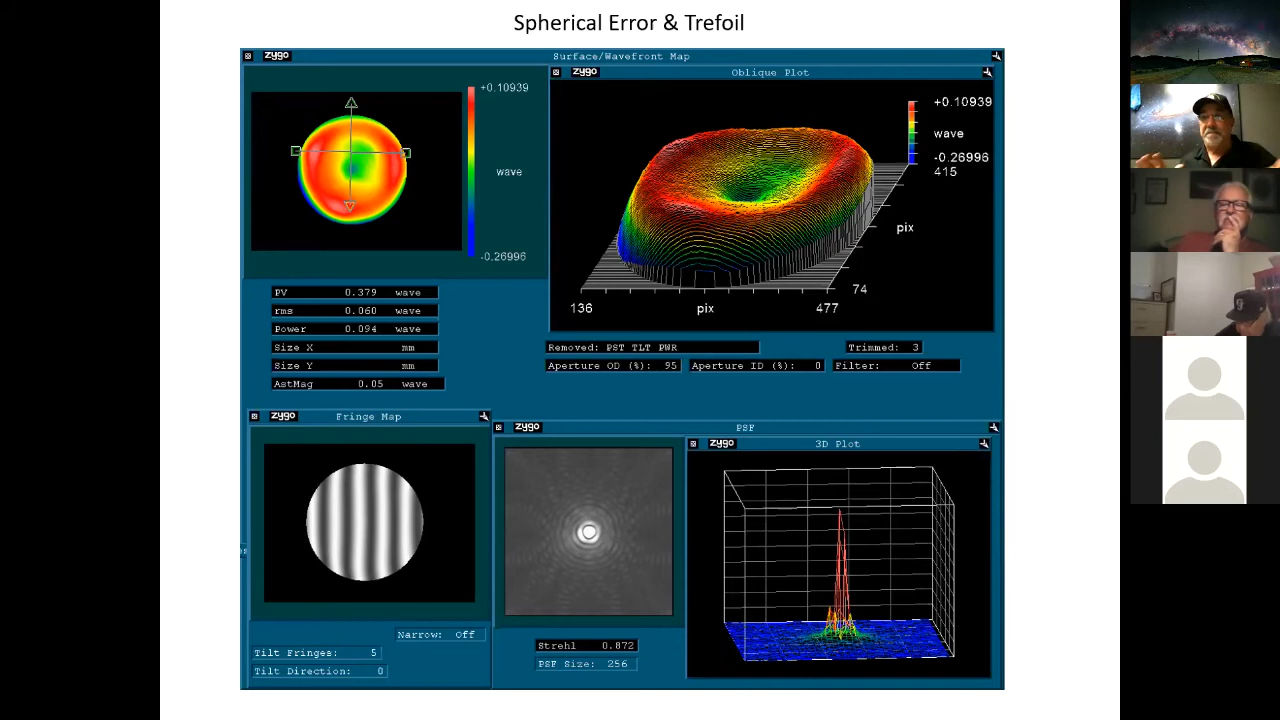 Spherical Error & Trefoil
zygo Surface/Wavefront Map
zygo Oblique Plot
+0.10939
wave
-0.26996
+0.10939
wave
-0.26996
415
pix
74
136 pix 477
PV 0.379 wave
rms 0.060 wave
Power 0.094 wave
Size X mm
Size Y mm
AstMag 0.05 wave
Removed: PST TLT PWR Trimmed: 3
Aperture OD (%): 95 Aperture ID (%): 0 Filter: Off
zygo Fringe Map
Narrow: Off
Tilt Fringes: 5
Tilt Direction: 0
zygo PSF
zygo 3D Plot
Strehl 0.872
PSF Size: 256